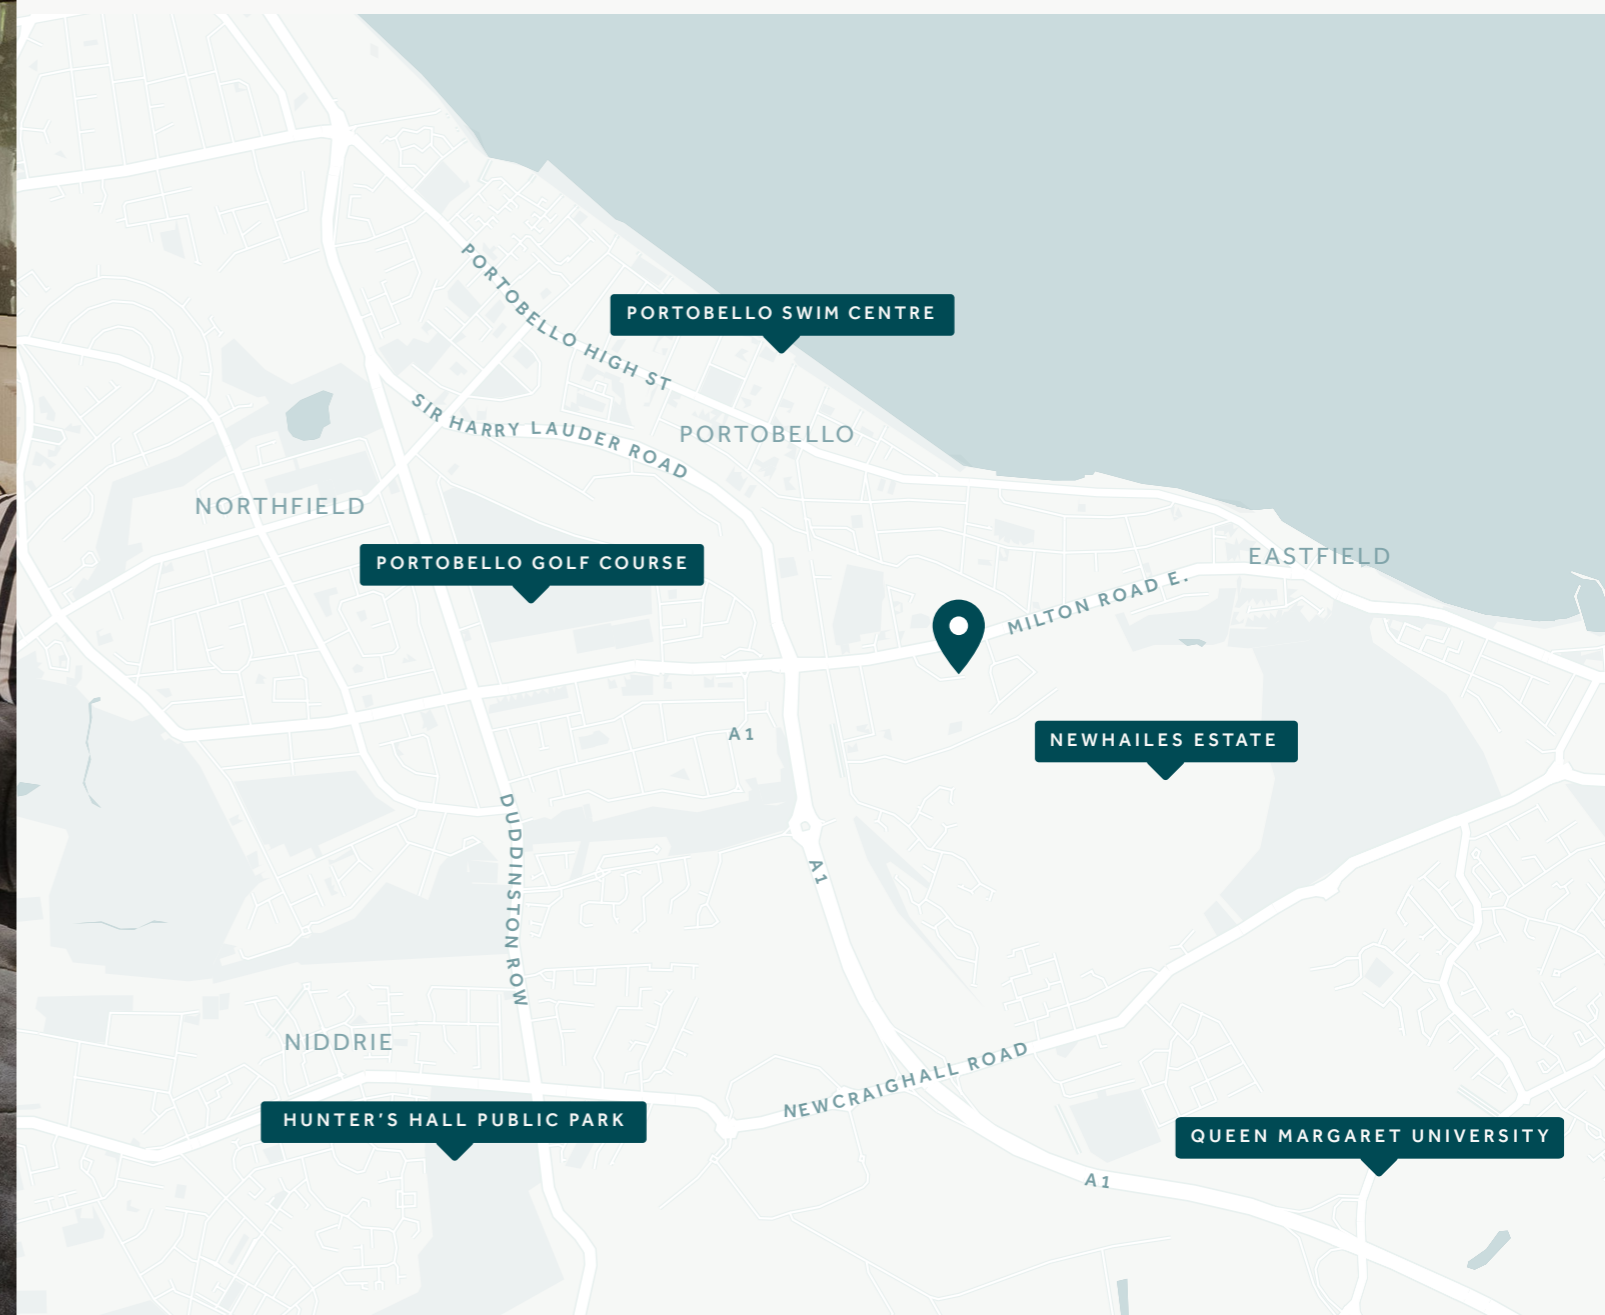 PORTOBELLO HIGH ST
PORTOBELLO SWIM CENTRE
SIR HARRY LAUDER ROAD
PORTOBELLO
NORTHFIELD
PORTOBELLO GOLF COURSE
EASTFIELD
MILTON ROAD E.
A1
NEWHAILES ESTATE
DUDDINSTON ROW
A1
NIDDRIE
NEWCRAIGHALL ROAD
HUNTER'S HALL PUBLIC PARK
QUEEN MARGARET UNIVERSITY
A1